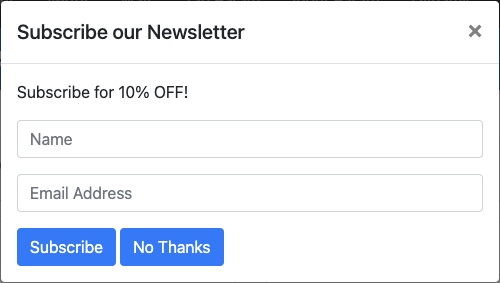 Subscribe our Newsletter ×
Subscribe for 10% OFF!
Name
Email Address
Subscribe No Thanks